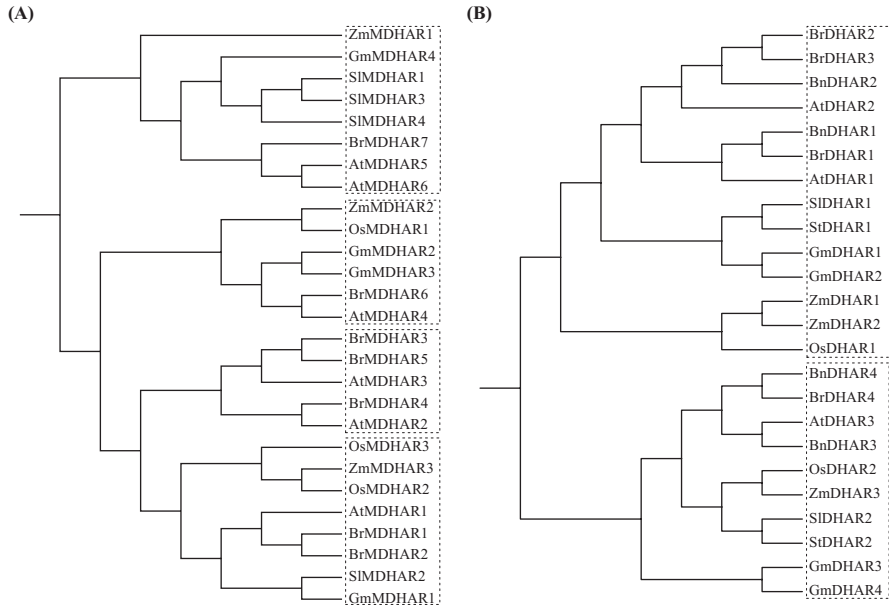 (A)
ZmMDHAR1
GmMDHAR4
SlMDHAR1
SlMDHAR3
SlMDHAR4
BrMDHAR7
AtMDHAR5
AtMDHAR6
ZmMDHAR2
OsMDHAR1
GmMDHAR2
GmMDHAR3
BrMDHAR6
AtMDHAR4
BrMDHAR3
BrMDHAR5
AtMDHAR3
BrMDHAR4
AtMDHAR2
OsMDHAR3
ZmMDHAR3
OsMDHAR2
AtMDHAR1
BrMDHAR1
BrMDHAR2
SlMDHAR2
GmMDHAR1
(B)
BrDHAR2
BrDHAR3
BnDHAR2
AtDHAR2
BnDHAR1
BrDHAR1
AtDHAR1
SlDHAR1
StDHAR1
GmDHAR1
GmDHAR2
ZmDHAR1
ZmDHAR2
OsDHAR1
BnDHAR4
BrDHAR4
AtDHAR3
BnDHAR3
OsDHAR2
ZmDHAR3
SlDHAR2
StDHAR2
GmDHAR3
GmDHAR4